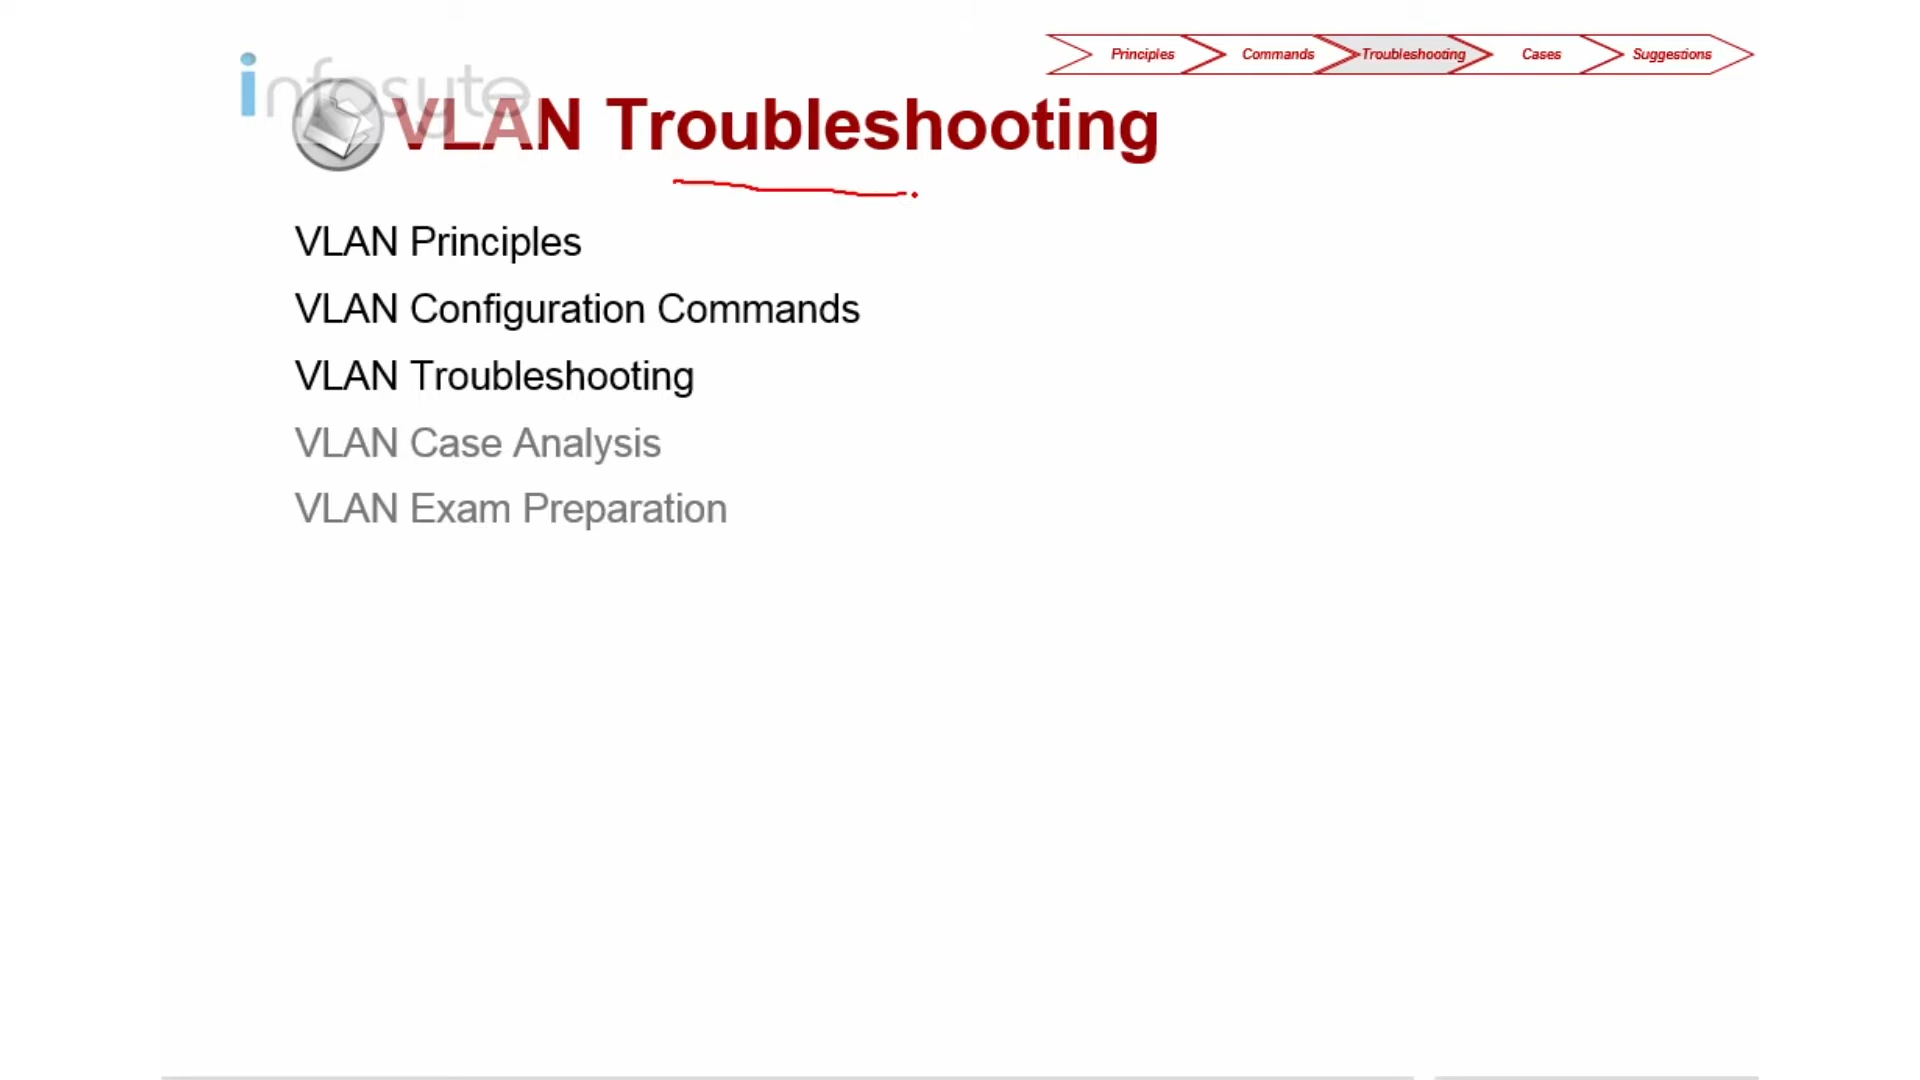 Principles Commands Troubleshooting Cases Suggestions
infosyte
VLAN Troubleshooting
VLAN Principles
VLAN Configuration Commands
VLAN Troubleshooting
VLAN Case Analysis
VLAN Exam Preparation